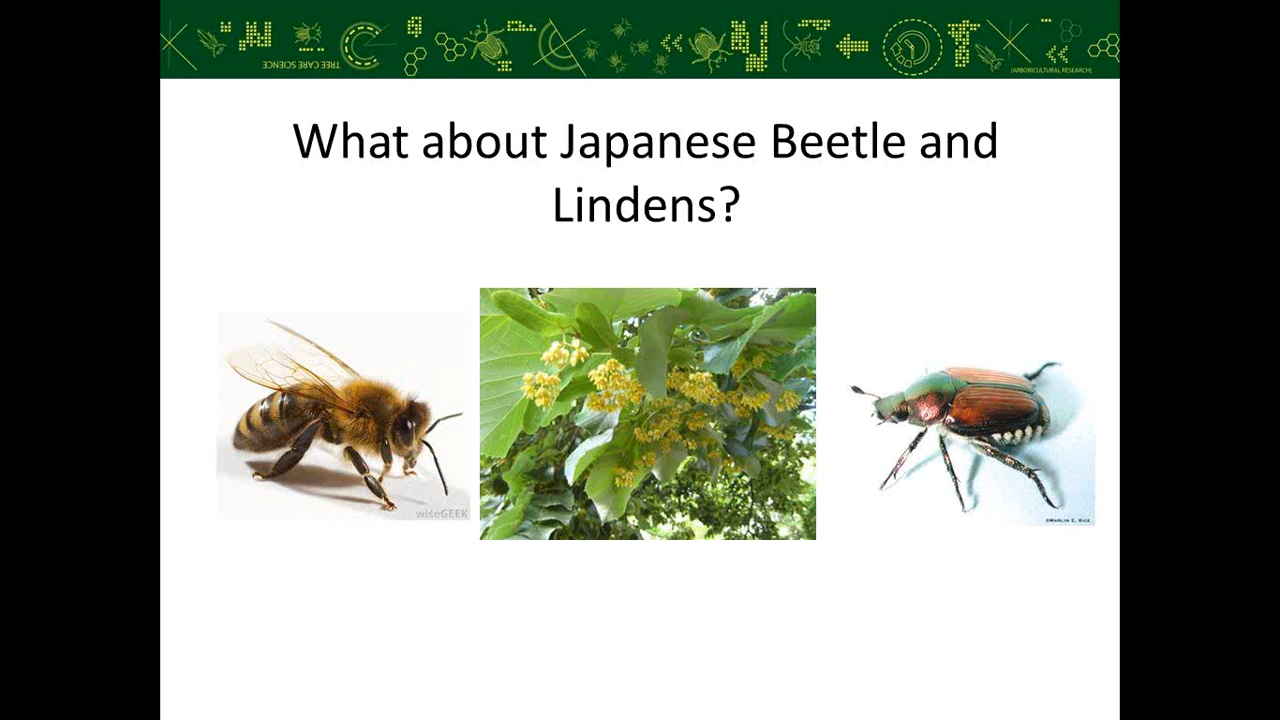 TREE CARE SCIENCE
[ARBORICULTURAL RESEARCH]
What about Japanese Beetle and
Lindens?
wiseGEEK
©MARLIN E. RICE